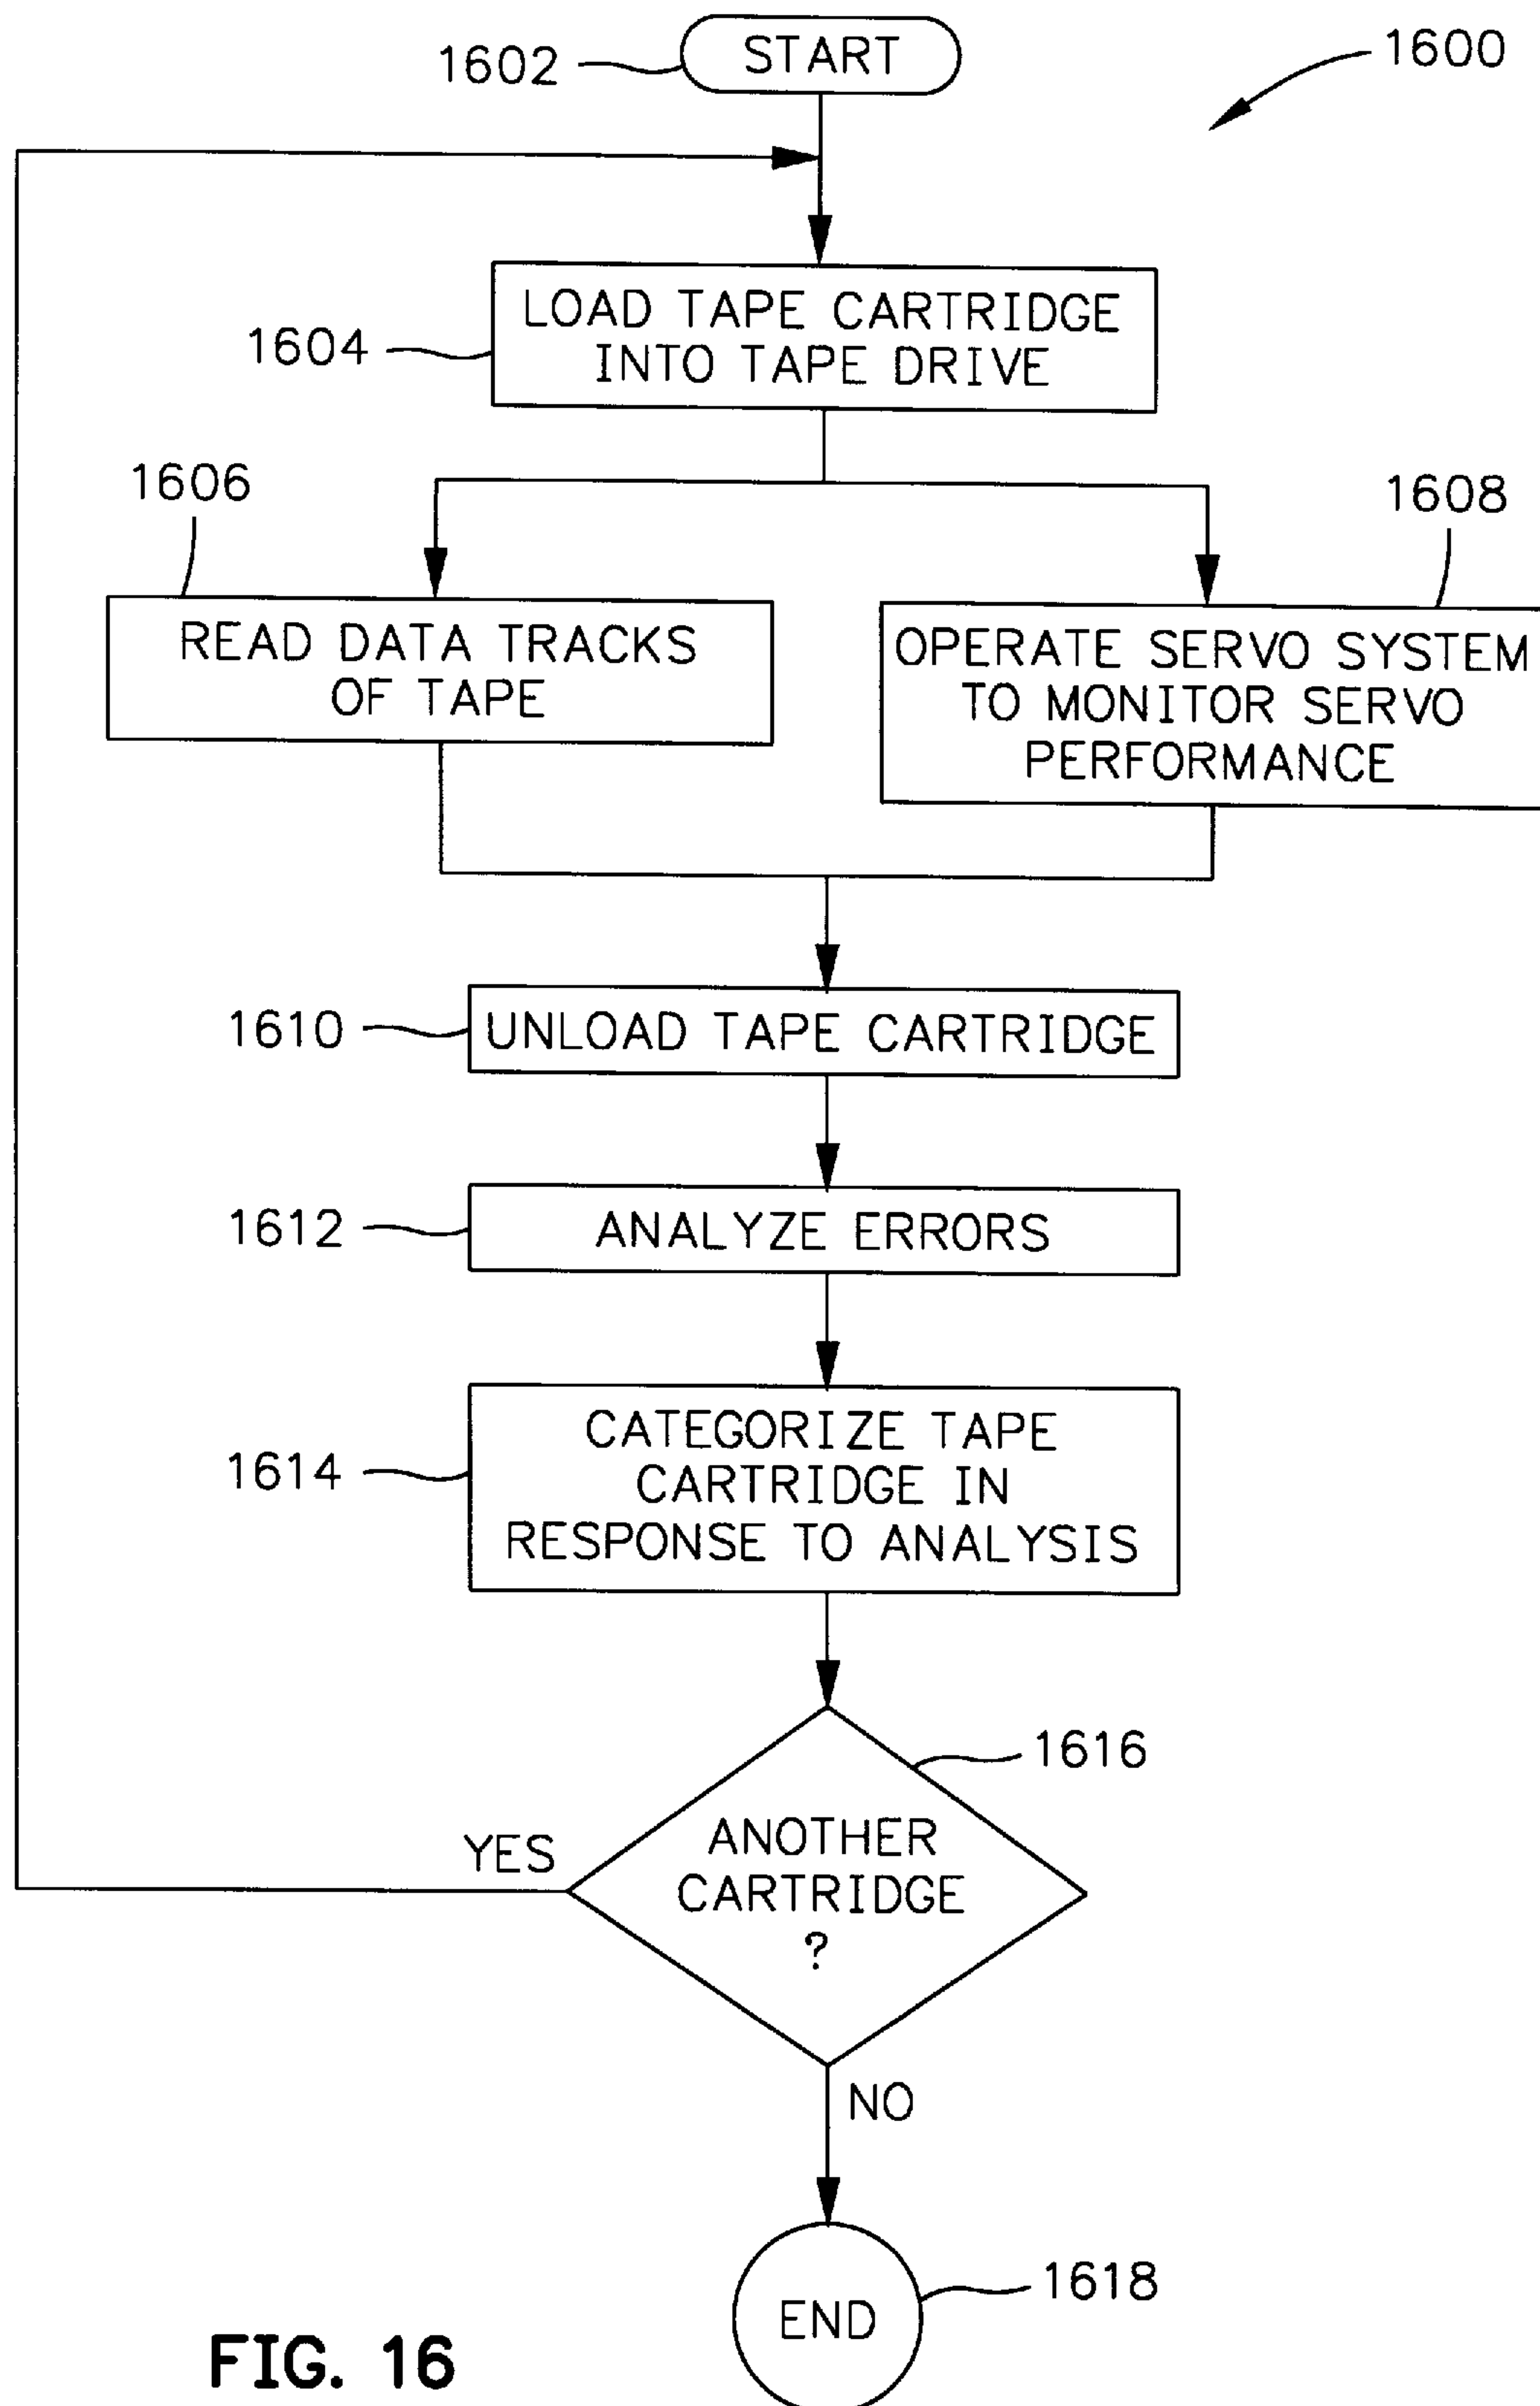 1602
START
1600
LOAD TAPE CARTRIDGE
INTO TAPE DRIVE
1604
1606
1608
READ DATA TRACKS
OF TAPE
OPERATE SERVO SYSTEM
TO MONITOR SERVO
PERFORMANCE
1610
UNLOAD TAPE CARTRIDGE
1612
ANALYZE ERRORS
1614
CATEGORIZE TAPE
CARTRIDGE IN
RESPONSE TO ANALYSIS
1616
YES
ANOTHER
CARTRIDGE
?
NO
1618
END
FIG. 16